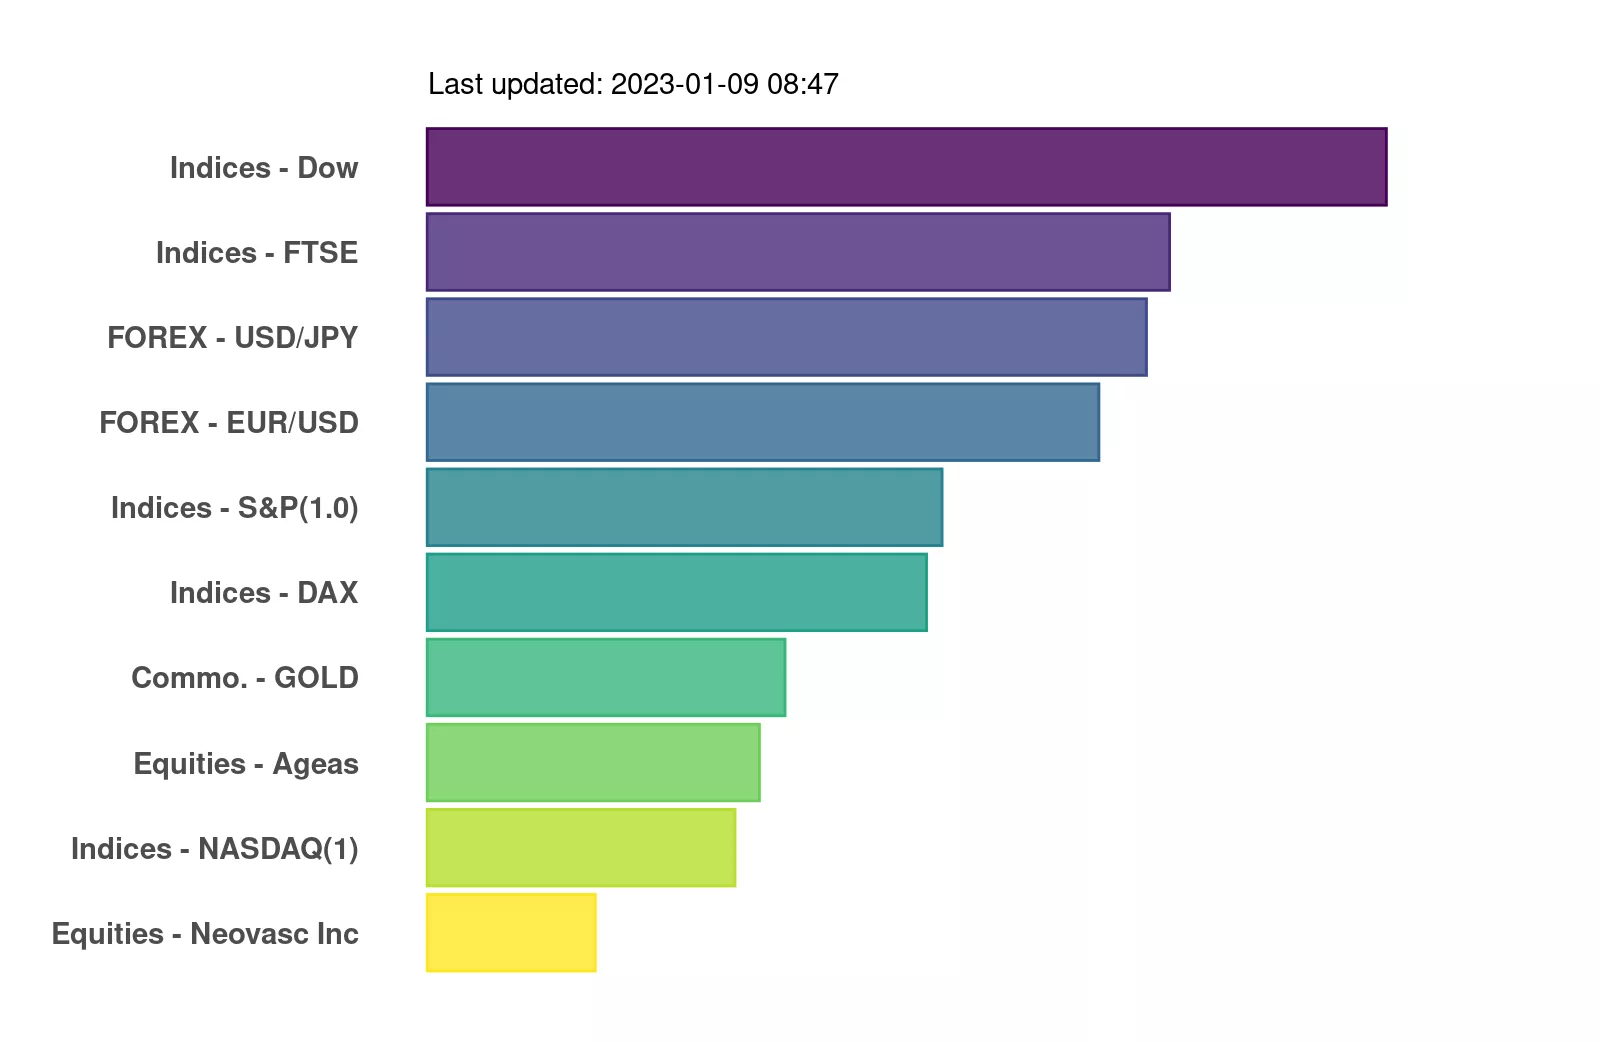 Last updated: 2023-01-09 08:47
Indices - Dow
Indices - FTSE
FOREX - USD/JPY
FOREX - EUR/USD
Indices - S&P(1.0)
Indices - DAX
Commo. - GOLD
Equities - Ageas
Indices - NASDAQ(1)
Equities - Neovasc Inc